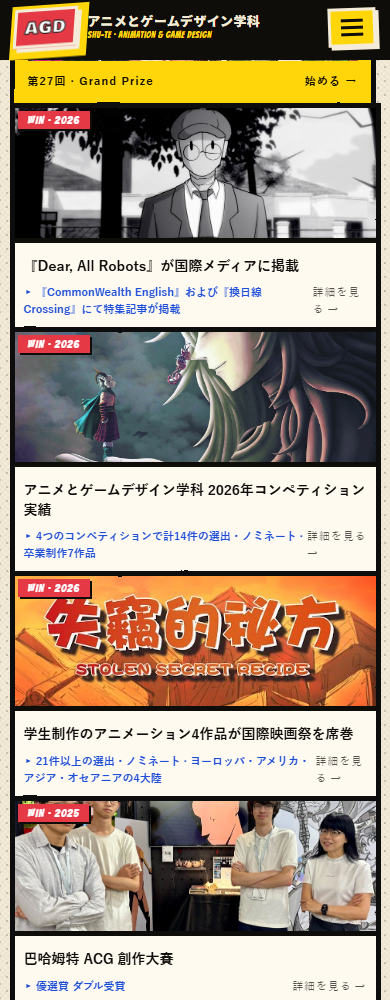 AGD
アニメとゲームデザイン学科
SHU-TE・ANIMATION & GAME DESIGN
第27回・Grand Prize
始める →
WIN・2026
『Dear, All Robots』が国際メディアに掲載
▸ 『CommonWealth English』および『換日線
Crossing』にて特集記事が掲載
詳細を見
る →
WIN・2026
アニメとゲームデザイン学科 2026年コンペティション
実績
▸ 4つのコンペティションで計14件の選出・ノミネート・
卒業制作7作品
詳細を見る
→
WIN・2026
失竊的祕方
STOLEN SECRET RECIPE
学生制作のアニメーション4作品が国際映画祭を席巻
▸ 21件以上の選出・ノミネート・ヨーロッパ・アメリカ・
アジア・オセアニアの4大陸
詳細を見
る →
WIN・2025
巴哈姆特 ACG 創作大賽
▸ 優選賞 ダブル受賞
詳細を見る →